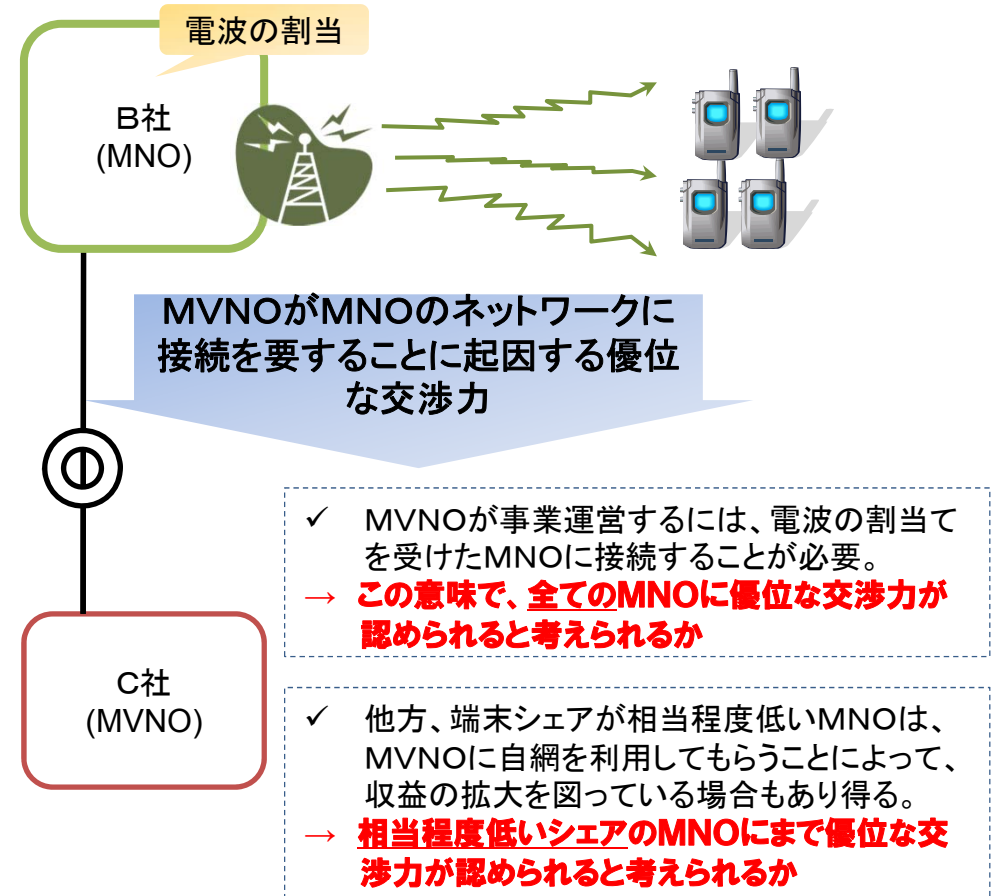 電波の割当
B社
(MNO)
MVNOがMNOのネットワークに
接続を要することに起因する優位
な交渉力
✓ MVNOが事業運営するには、電波の割当て
を受けたMNOに接続することが必要。
→ この意味で、全てのMNOに優位な交渉力が
認められると考えられるか
C社
(MVNO)
✓ 他方、端末シェアが相当程度低いMNOは、
MVNOに自網を利用してもらうことによって、
収益の拡大を図っている場合もあり得る。
→ 相当程度低いシェアのMNOにまで優位な交
渉力が認められると考えられるか